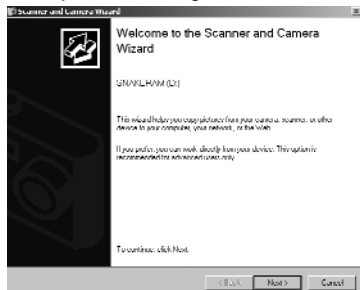 Scanner and Camera Wizard
Welcome to the Scanner and Camera
Wizard
(D:)
This wizard helps you copy pictures from your camera, scanner, or other
device to your computer, your network, or the Web.
If you prefer, you can work directly from your device. This option is
recommended for advanced users only.
To continue, click Next.
< Back
Next >
Cancel